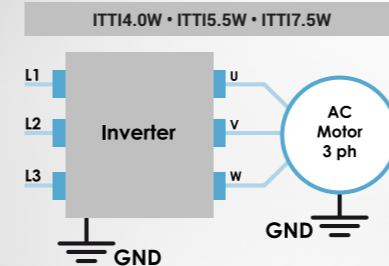 ITTI4.0W • ITTI5.5W • ITTI7.5W
L1
U
L2
Inverter
V
AC
Motor
3 ph
L3
W
GND
GND